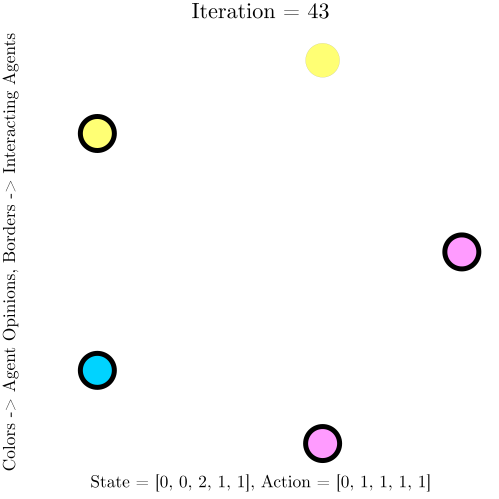 Iteration = 43
Colors -> Agent Opinions, Borders -> Interacting Agents
State = [0, 0, 2, 1, 1], Action = [0, 1, 1, 1, 1]